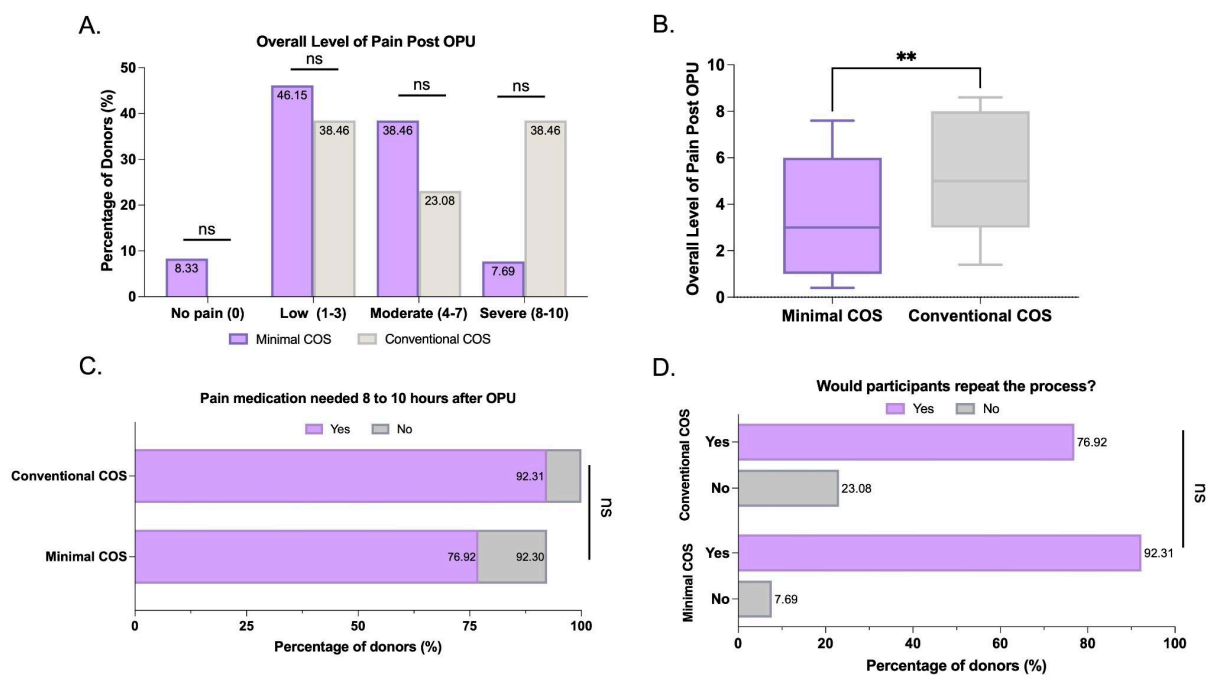 A.
Overall Level of Pain Post OPU
Percentage of Donors (%)
50
40
30
20
10
0
ns
ns
ns
ns
8.33
46.15
38.46
38.46
23.08
7.69
38.46
No pain (0)
Low (1-3)
Moderate (4-7)
Severe (8-10)
Minimal COS
Conventional COS
B.
Overall Level of Pain Post OPU
10
8
6
4
2
0
**
Minimal COS
Conventional COS
C.
Pain medication needed 8 to 10 hours after OPU
Yes
No
Conventional COS
92.31
Minimal COS
76.92
92.30
ns
0
25
50
75
100
Percentage of donors (%)
D.
Would participants repeat the process?
Yes
No
Conventional COS
Yes
76.92
No
23.08
Minimal COS
Yes
92.31
No
7.69
ns
0
20
40
60
80
100
Percentage of donors (%)